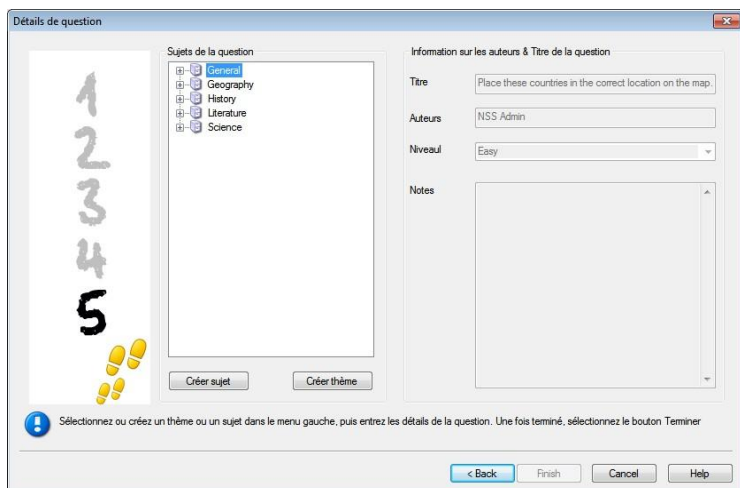 Détails de question
1
2
3
4
5
Sujets de la question
General
Geography
History
Literature
Science
Créer sujet
Créer thème
Information sur les auteurs & Titre de la question
Titre
Place these countries in the correct location on the map.
Auteurs
NSS Admin
Niveaul
Easy
Notes
Sélectionnez ou créez un thème ou un sujet dans le menu gauche, puis entrez les détails de la question. Une fois terminé, sélectionnez le bouton Terminer
< Back
Finish
Cancel
Help